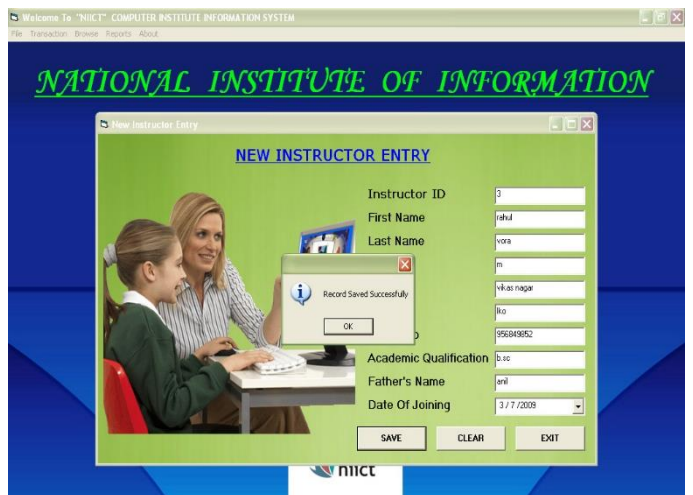 Welcome To "NIICT" COMPUTER INSTITUTE INFORMATION SYSTEM
File Transaction Browse Reports About
NATIONAL INSTITUTE OF INFORMATION
New Instructor Entry
NEW INSTRUCTOR ENTRY
Instructor ID 3
First Name rahul
Last Name vora
m
vikas nagar
lko
Record Saved Successfully
OK
956849852
Academic Qualification b.sc
Father's Name anil
Date Of Joining 3 / 7 /2009
SAVE CLEAR EXIT
niict